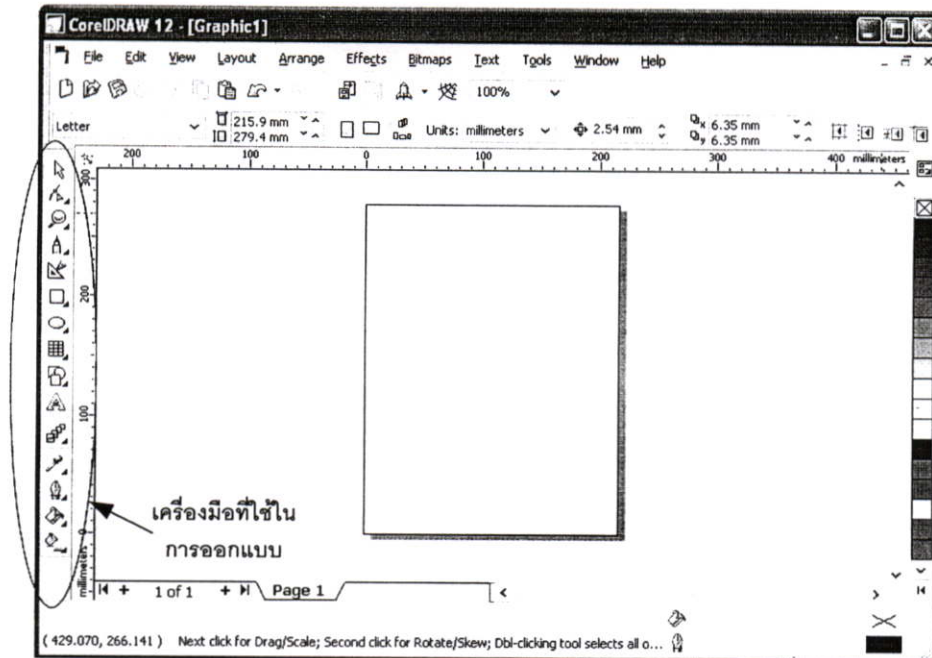 CorelDRAW 12 - [Graphic1]
File Edit View Layout Arrange Effects Bitmaps Text Tools Window Help
100%
Letter 215.9 mm 279.4 mm Units: millimeters 2.54 mm x 6.35 mm y 6.35 mm
200 100 0 100 200 300 400 millimeters
300
200
100
0
millimeters
เครื่องมือที่ใช้ใน
การออกแบบ
1 of 1 Page 1
( 429.070, 266.141 ) Next click for Drag/Scale; Second click for Rotate/Skew; Dbl-clicking tool selects all o...